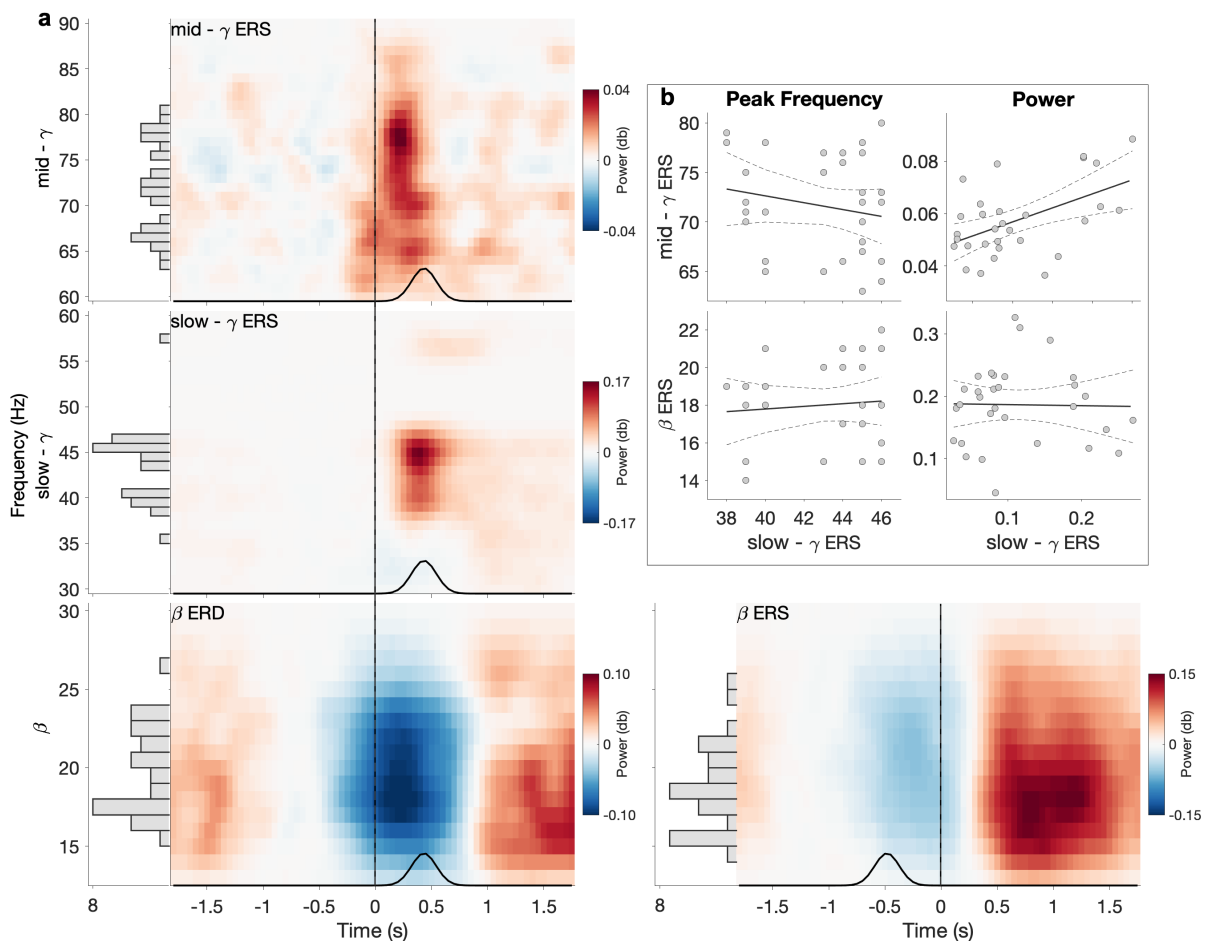 a
mid - γ ERS
90
85
80
75
70
65
60
mid - γ
0.04
0
-0.04
Power (db)
slow - γ ERS
60
55
50
45
40
35
30
Frequency (Hz)
slow - γ
0.17
0
-0.17
Power (db)
β ERD
30
25
20
15
β
0.10
0
-0.10
Power (db)
8
-1.5 -1 -0.5 0 0.5 1 1.5
Time (s)
b
Peak Frequency
Power
80
75
70
65
mid - γ ERS
0.08
0.06
0.04
22
20
18
16
14
β ERS
38 40 42 44 46
slow - γ ERS
0.3
0.2
0.1
0.1 0.2
slow - γ ERS
β ERS
0.15
0
-0.15
Power (db)
8
-1.5 -1 -0.5 0 0.5 1 1.5
Time (s)